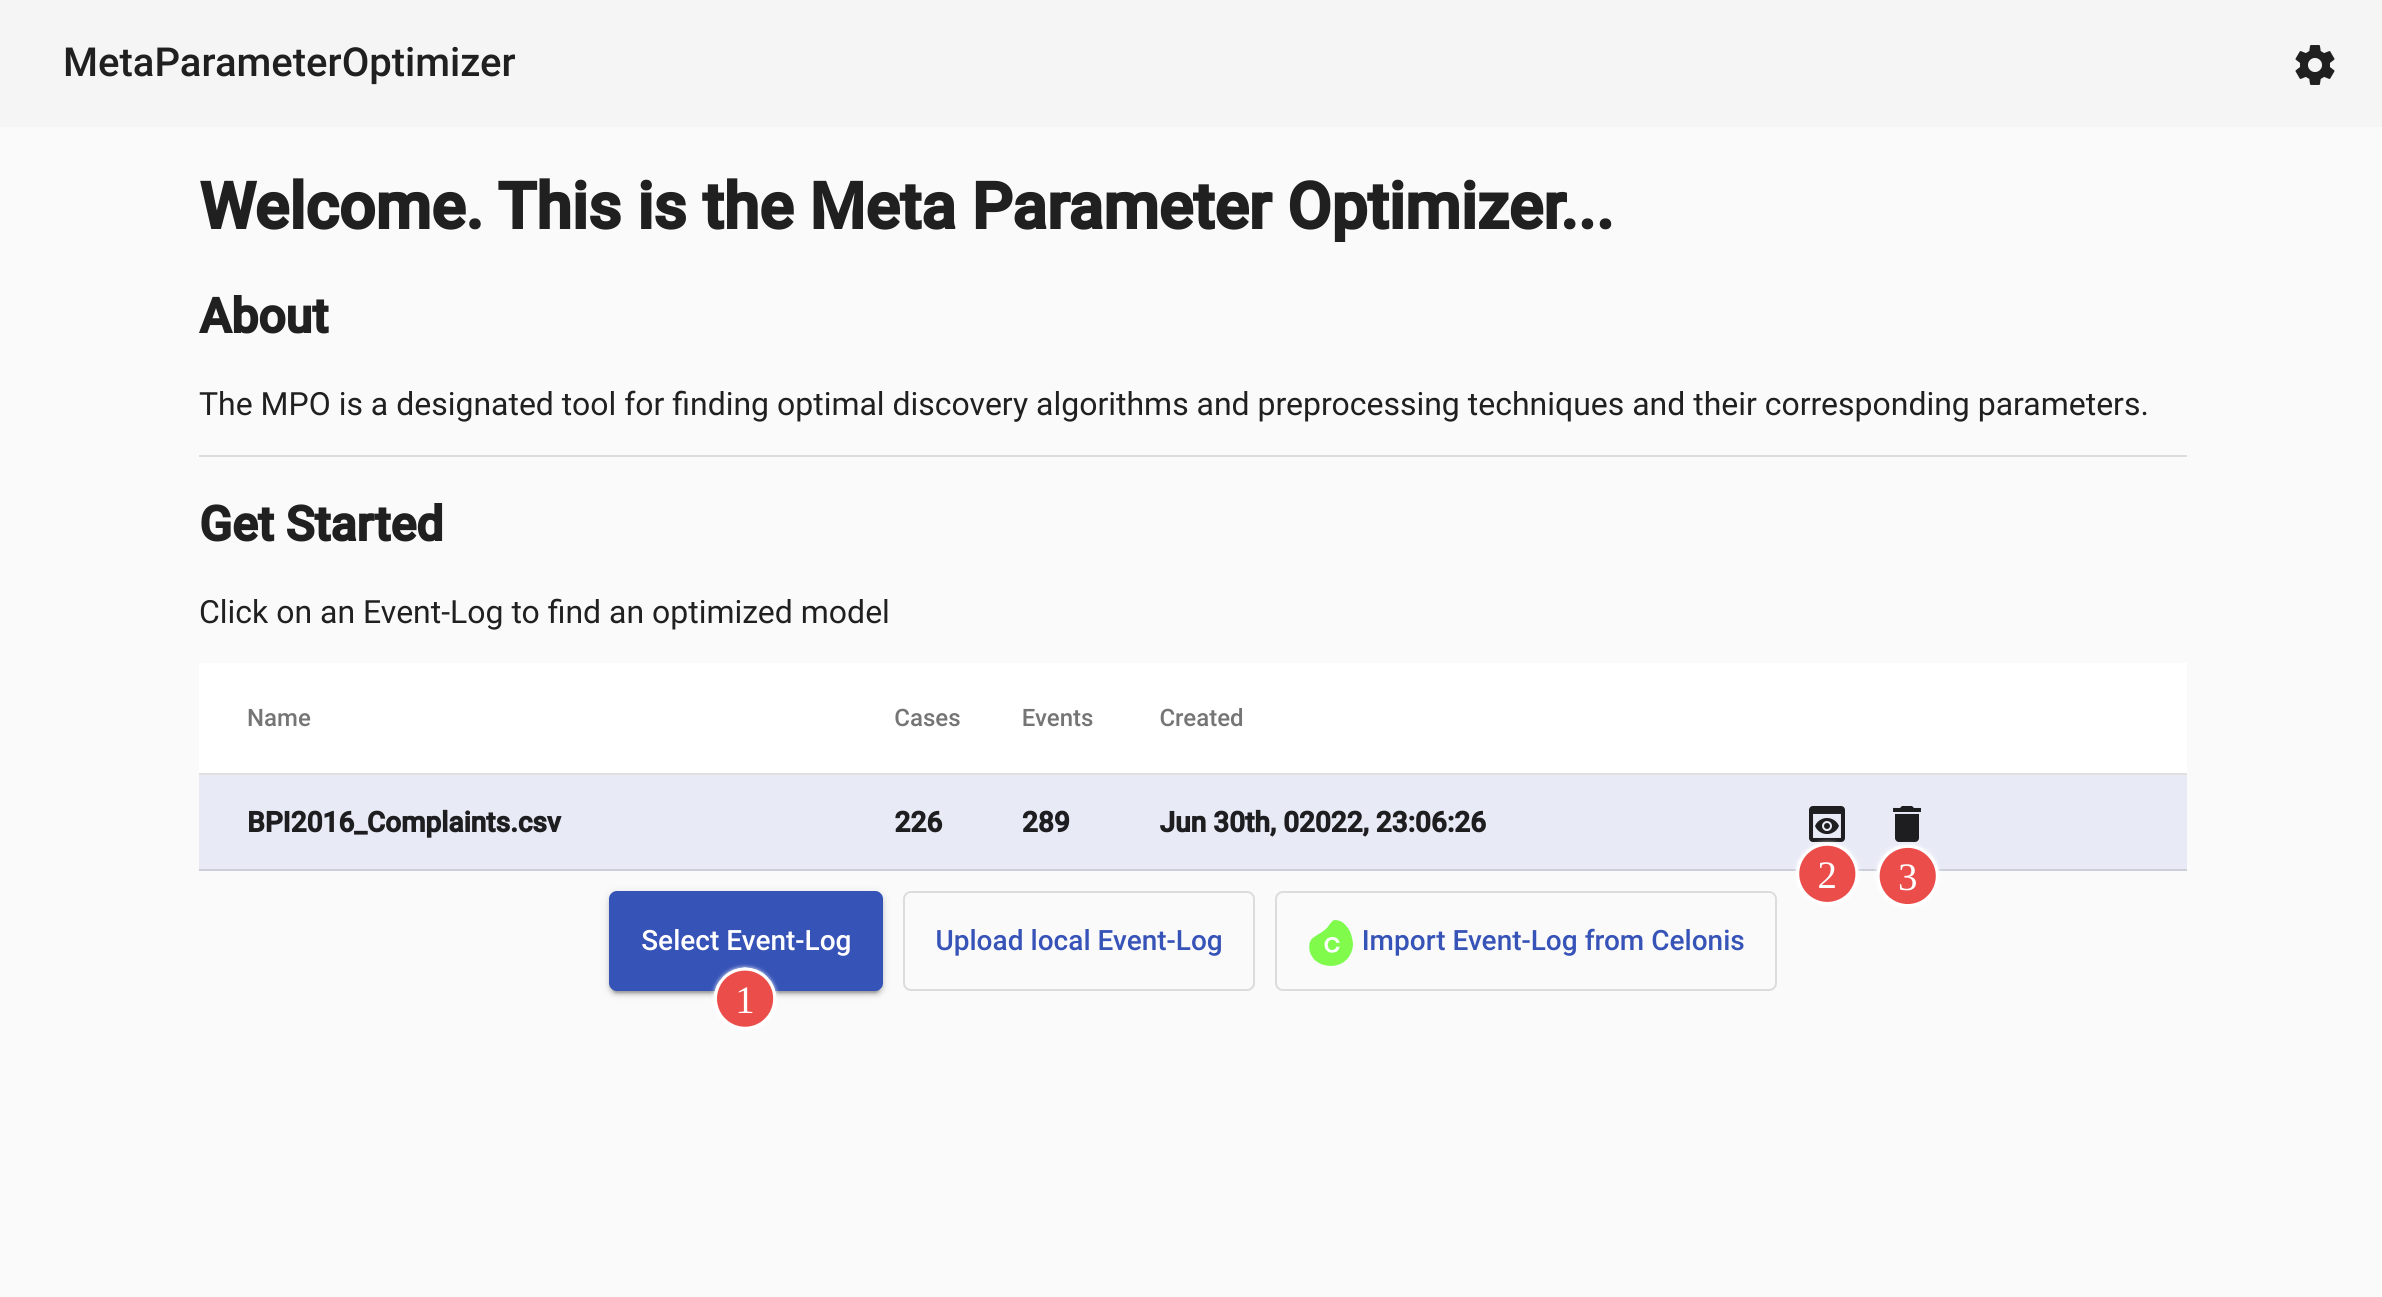 MetaParameterOptimizer
Welcome. This is the Meta Parameter Optimizer...
About
The MPO is a designated tool for finding optimal discovery algorithms and preprocessing techniques and their corresponding parameters.
Get Started
Click on an Event-Log to find an optimized model
Name Cases Events Created
BPI2016_Complaints.csv 226 289 Jun 30th, 02022, 23:06:26
2 3
Select Event-Log Upload local Event-Log C Import Event-Log from Celonis
1